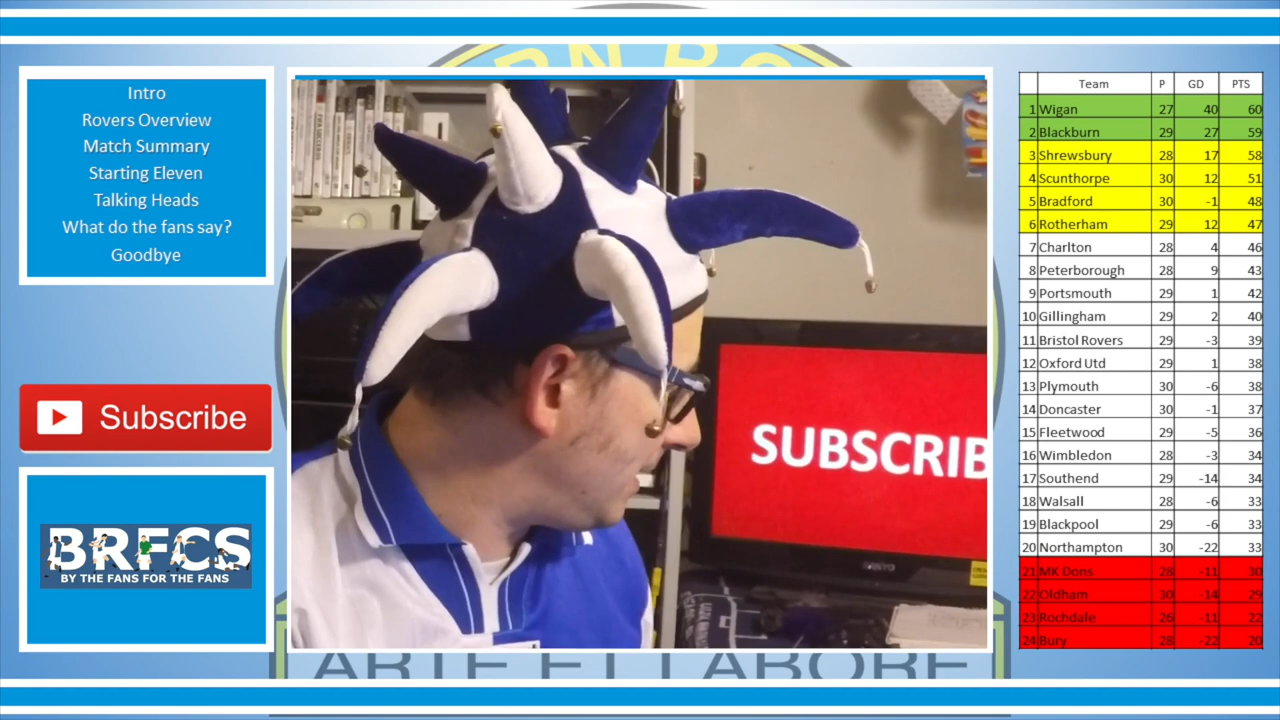 RN RO
Intro
Rovers Overview
Match Summary
Starting Eleven
Talking Heads
What do the fans say?
Goodbye
Subscribe
BRFCS
BY THE FANS FOR THE FANS
SUBSCRIB
SANYO
ARTE ET LABORE
Team P GD PTS
1 Wigan 27 40 60
2 Blackburn 29 27 59
3 Shrewsbury 28 17 58
4 Scunthorpe 30 12 51
5 Bradford 30 -1 48
6 Rotherham 29 12 47
7 Charlton 28 4 46
8 Peterborough 28 9 43
9 Portsmouth 29 1 42
10 Gillingham 29 2 40
11 Bristol Rovers 29 -3 39
12 Oxford Utd 29 1 38
13 Plymouth 30 -6 38
14 Doncaster 30 -1 37
15 Fleetwood 29 -5 36
16 Wimbledon 28 -3 34
17 Southend 29 -14 34
18 Walsall 28 -6 33
19 Blackpool 29 -6 33
20 Northampton 30 -22 33
21 MK Dons 28 -11 30
22 Oldham 30 -14 29
23 Rochdale 26 -11 22
24 Bury 28 -22 20